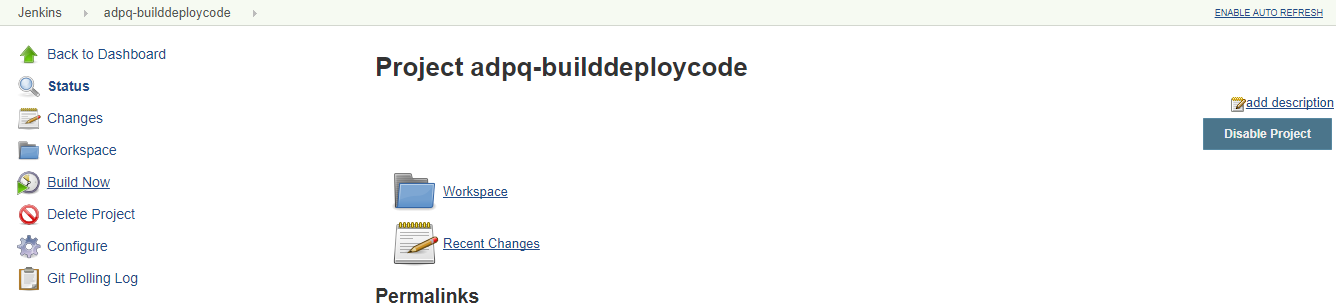 Jenkins adpq-builddeploycode ENABLE AUTO REFRESH
Back to Dashboard
Status
Changes
Workspace
Build Now
Delete Project
Configure
Git Polling Log
Project adpq-builddeploycode
add description
Disable Project
Workspace
Recent Changes
Permalinks